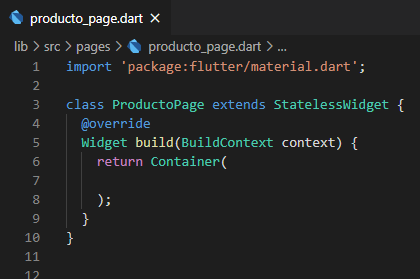 producto_page.dart ×
lib > src > pages > producto_page.dart > ...
1 import 'package:flutter/material.dart';
2
3 class ProductoPage extends StatelessWidget {
4 @override
5 Widget build(BuildContext context) {
6 return Container(
7
8 );
9 }
10 }
11
12